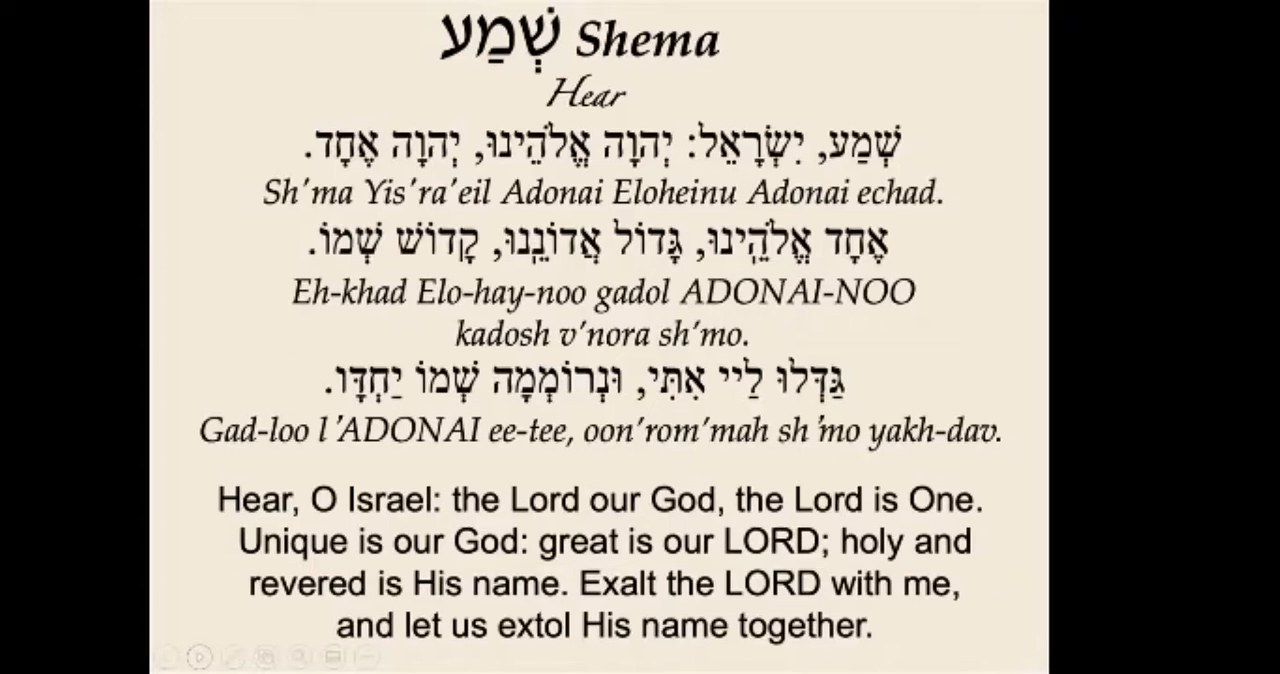 שְׁמַע Shema
Hear
שְׁמַע, יִשְׂרָאֵל: יְהוָה אֱלֹהֵינוּ, יְהוָה אֶחָד.
Sh’ma Yis’ra’eil Adonai Eloheinu Adonai echad.
אֶחָד אֱלֹהֵֽינוּ, גָּדוֹל אֲדוֹנֵֽנוּ, קָדוֹשׁ שְׁמוֹ.
Eh-khad Elo-hay-noo gadol ADONAI-NOO
kadosh v’nora sh’mo.
גַּדְּלוּ לַיי אִתִּי, וּנְרוֹמְמָה שְׁמוֹ יַחְדָּו.
Gad-loo l’ADONAI ee-tee, oon’rom’mah sh’mo yakh-dav.
Hear, O Israel: the Lord our God, the Lord is One.
Unique is our God: great is our LORD; holy and
revered is His name. Exalt the LORD with me,
and let us extol His name together.